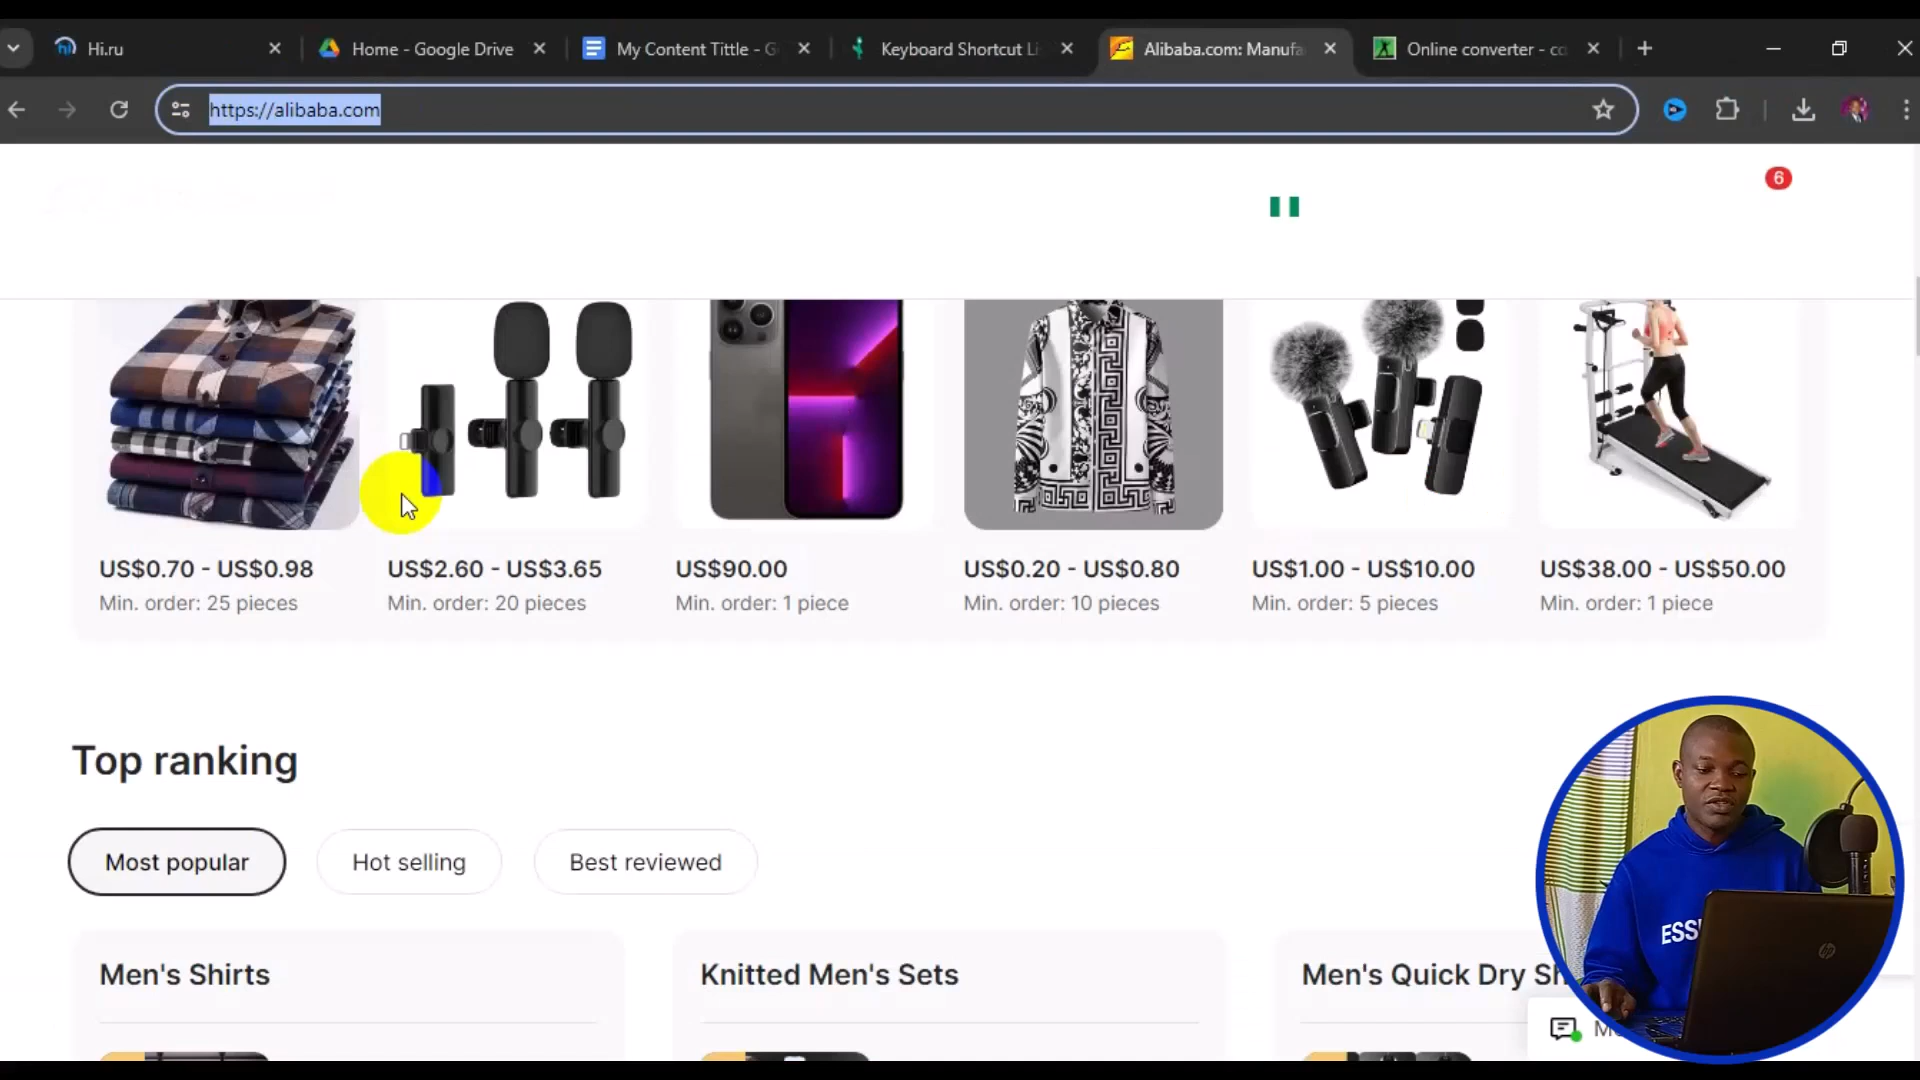 Hi.ru
Home - Google Drive
My Content Tittle - G
Keyboard Shortcut Li
Alibaba.com: Manufa
Online converter - co
https://alibaba.com
6
US$0.70 - US$0.98
Min. order: 25 pieces
US$2.60 - US$3.65
Min. order: 20 pieces
US$90.00
Min. order: 1 piece
US$0.20 - US$0.80
Min. order: 10 pieces
US$1.00 - US$10.00
Min. order: 5 pieces
US$38.00 - US$50.00
Min. order: 1 piece
Top ranking
Most popular
Hot selling
Best reviewed
Men's Shirts
Knitted Men's Sets
Men's Quick Dry Sh
ESS
hp